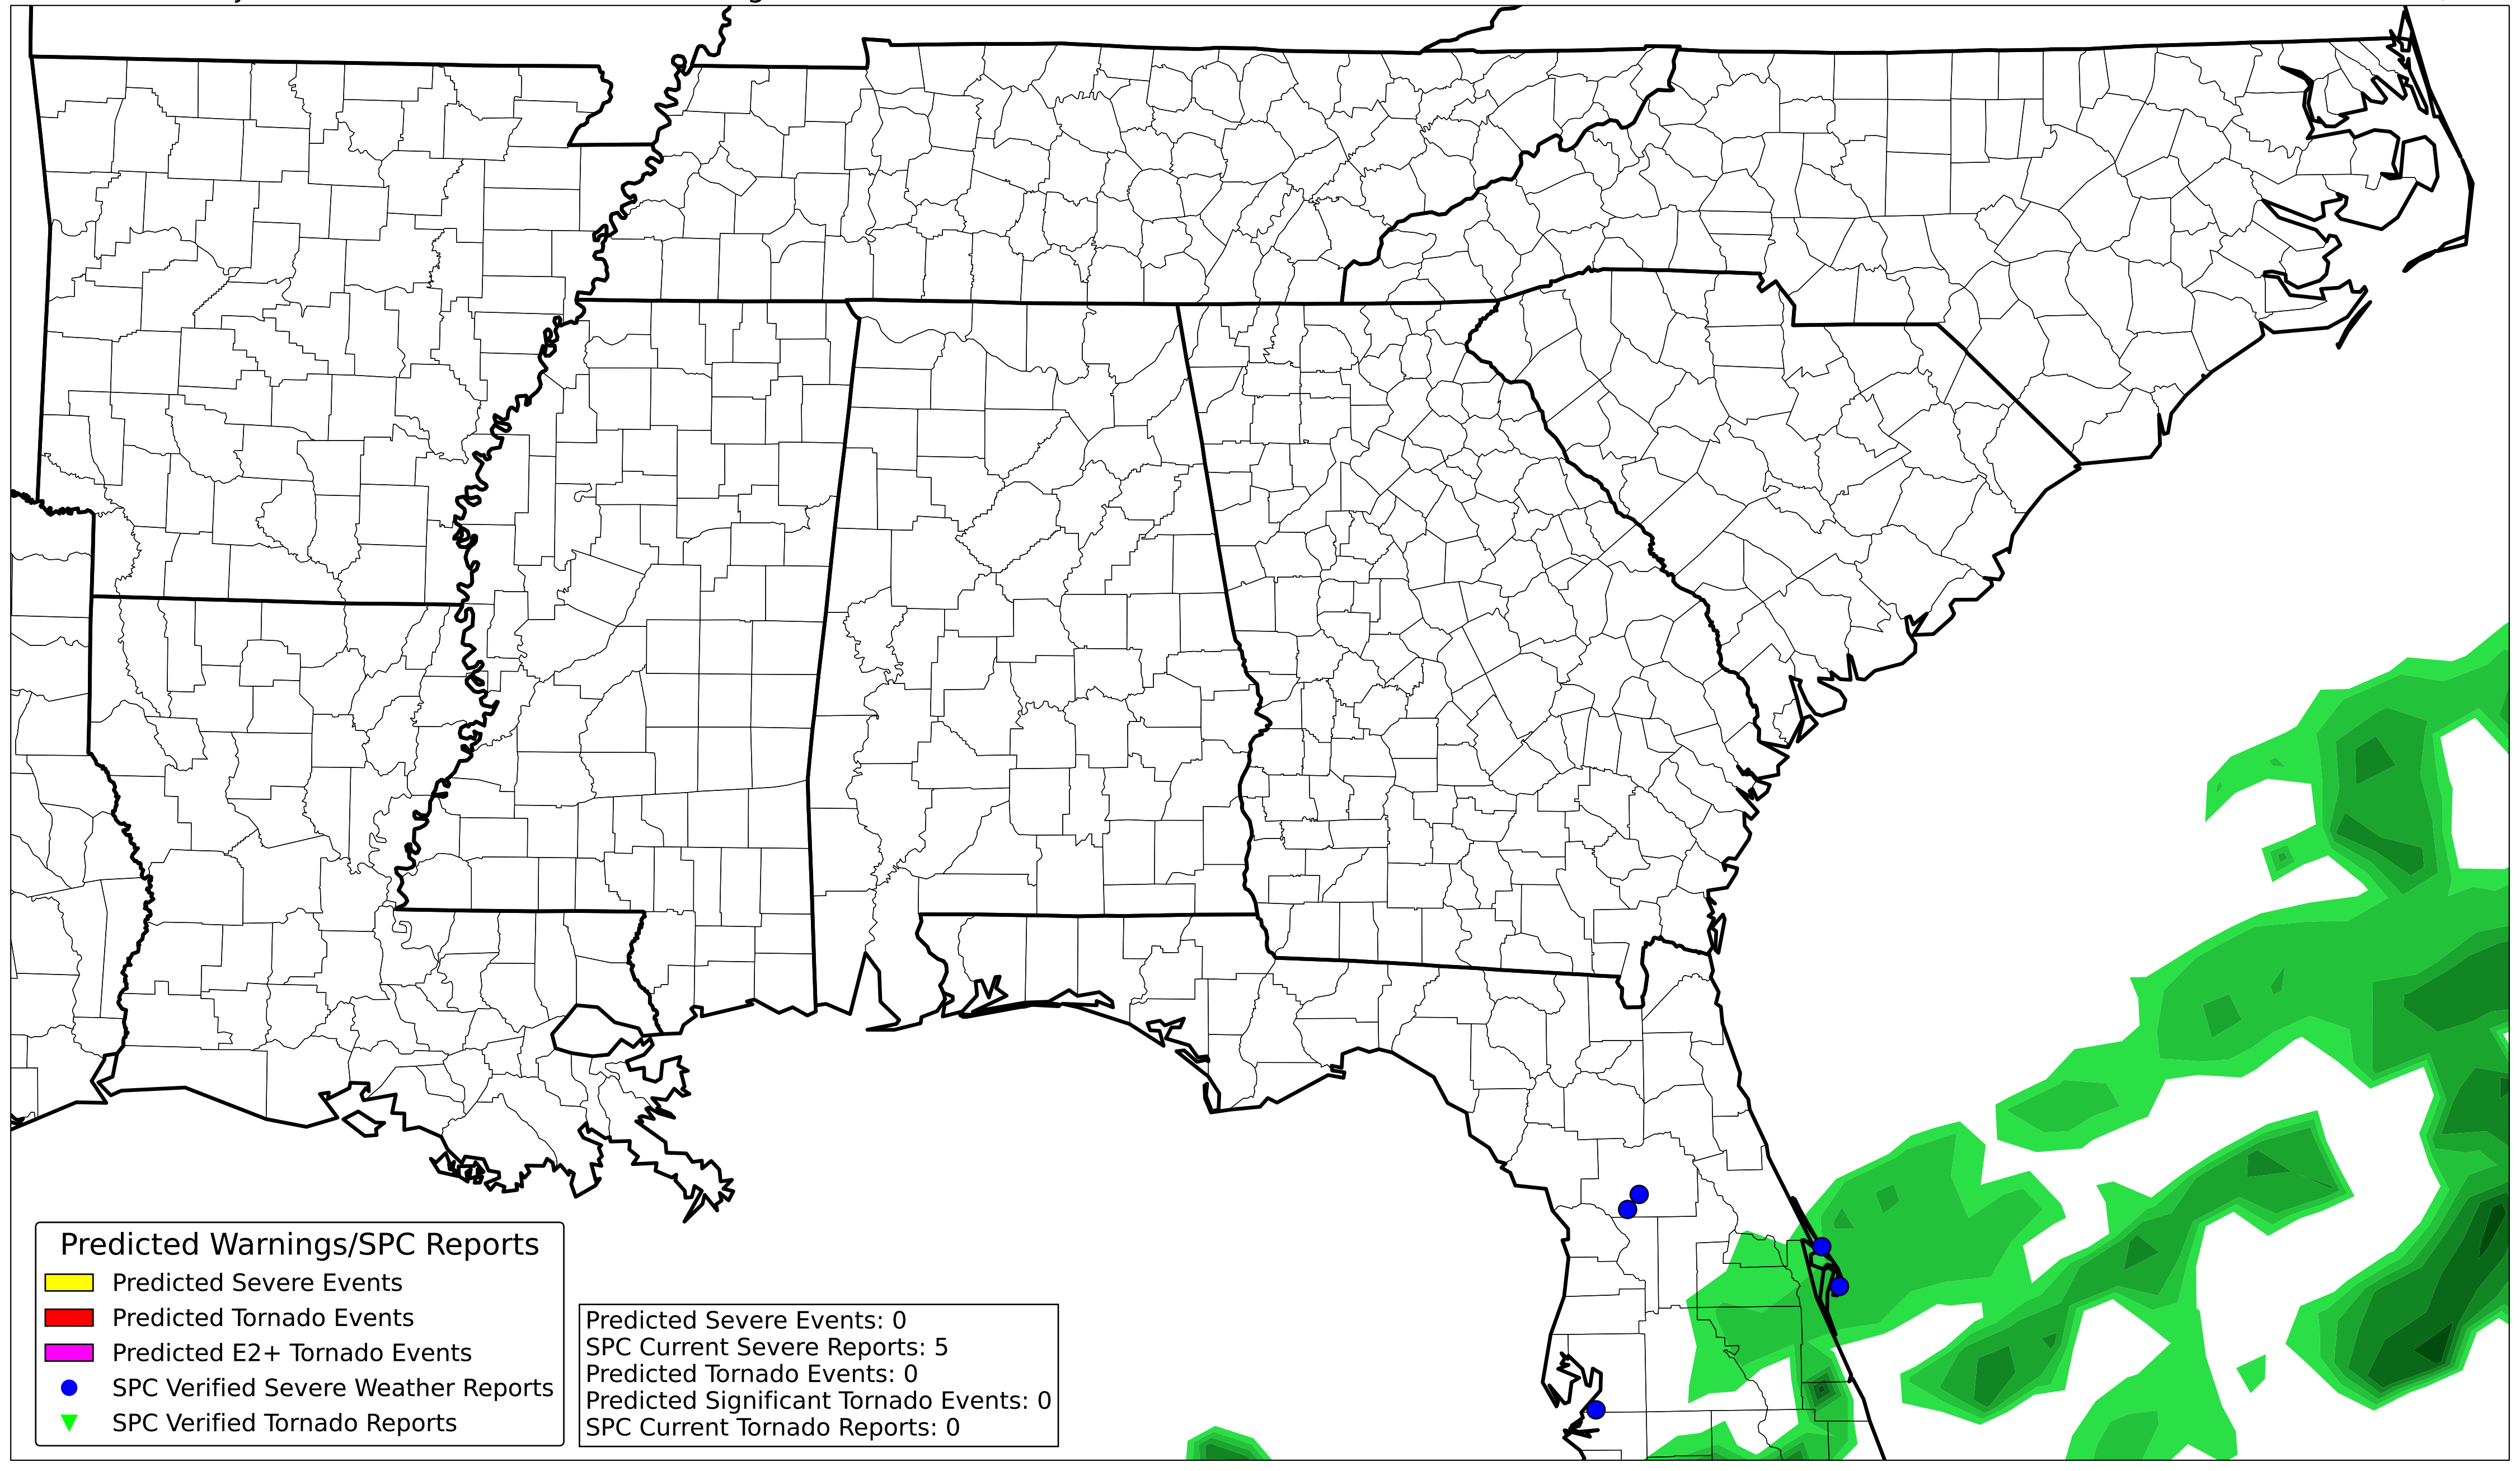 Predicted Warnings/SPC Reports
Predicted Severe Events
Predicted Tornado Events
Predicted E2+ Tornado Events
SPC Verified Severe Weather Reports
SPC Verified Tornado Reports
Predicted Severe Events: 0
SPC Current Severe Reports: 5
Predicted Tornado Events: 0
Predicted Significant Tornado Events: 0
SPC Current Tornado Reports: 0